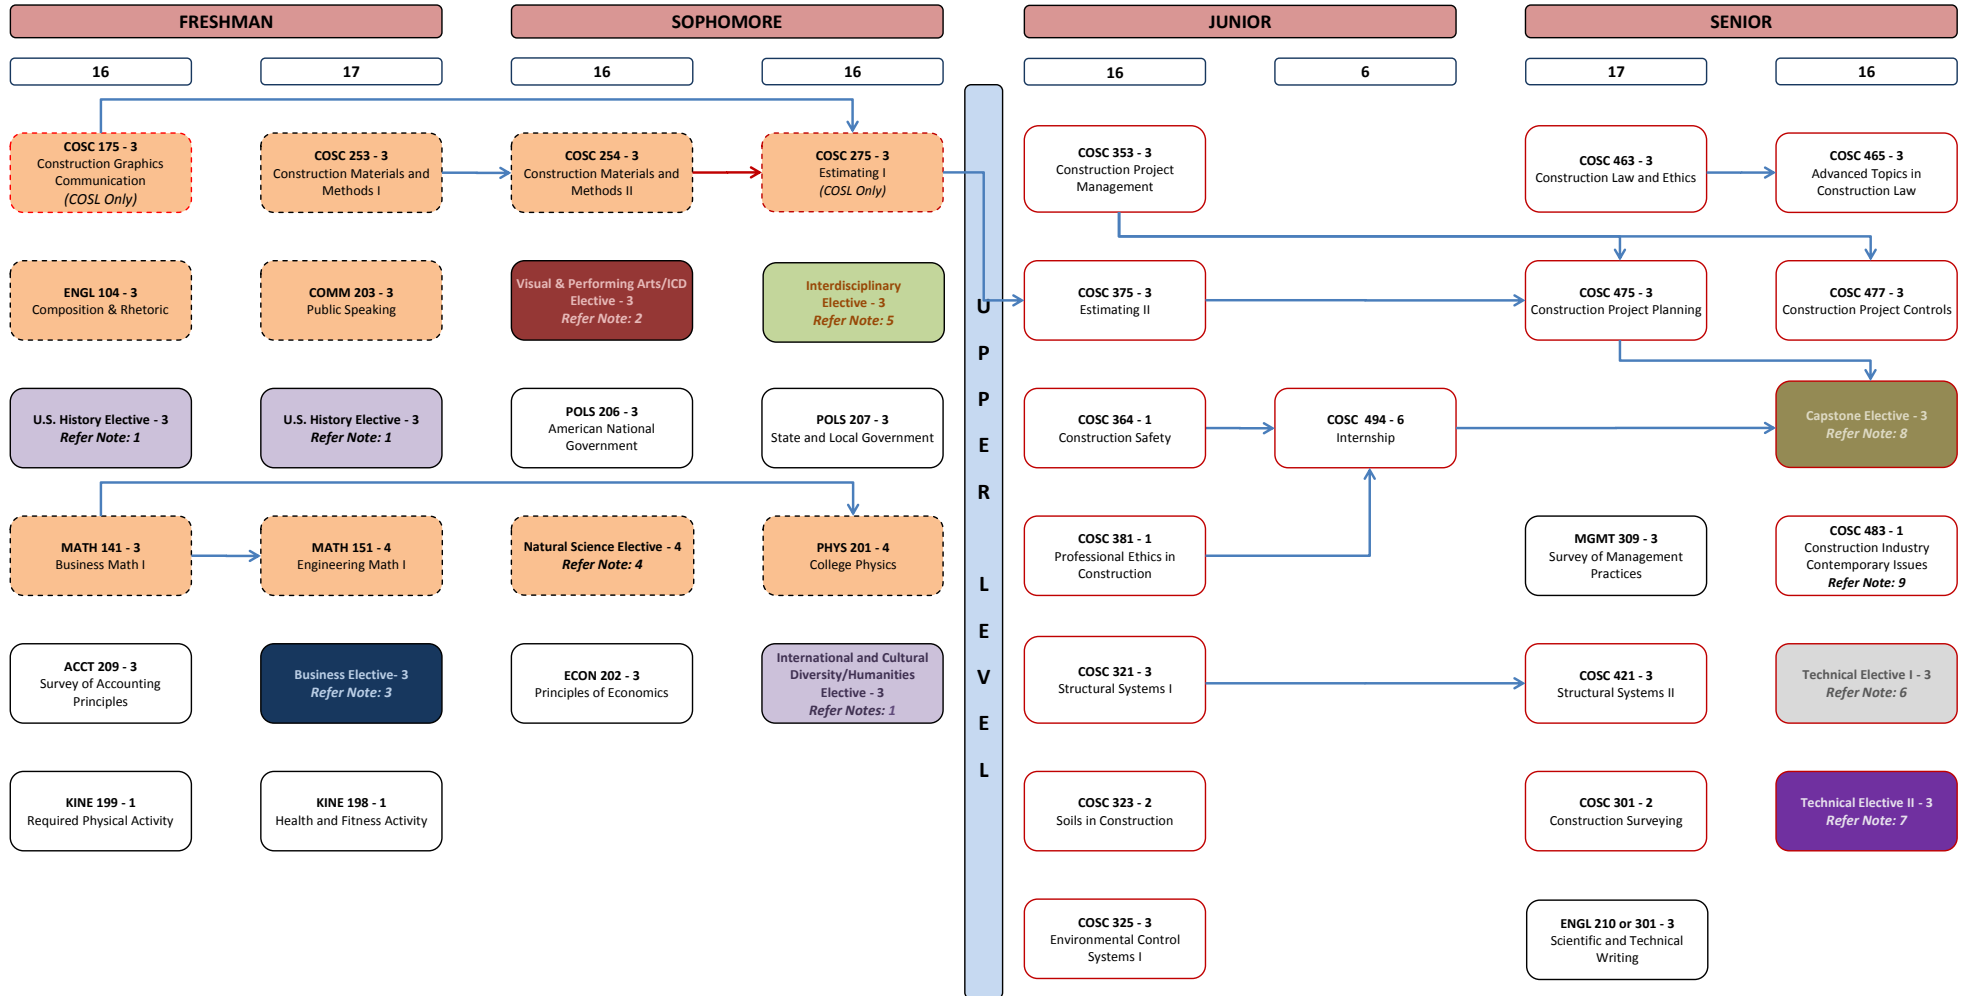 FRESHMAN
SOPHOMORE
JUNIOR
SENIOR
16
17
16
16
16
6
17
16
COSC 175 - 3
Construction Graphics
Communication
(COSL Only)
COSC 253 - 3
Construction Materials and
Methods I
COSC 254 - 3
Construction Materials and
Methods II
COSC 275 - 3
Estimating I
(COSL Only)
COSC 353 - 3
Construction Project
Management
COSC 463 - 3
Construction Law and Ethics
COSC 465 - 3
Advanced Topics in
Construction Law
ENGL 104 - 3
Composition & Rhetoric
COMM 203 - 3
Public Speaking
Visual & Performing Arts/ICD
Elective - 3
Refer Note: 2
Interdisciplinary
Elective - 3
Refer Note: 5
COSC 375 - 3
Estimating II
COSC 475 - 3
Construction Project Planning
COSC 477 - 3
Construction Project Controls
U.S. History Elective - 3
Refer Note: 1
U.S. History Elective - 3
Refer Note: 1
POLS 206 - 3
American National
Government
POLS 207 - 3
State and Local Government
COSC 364 - 1
Construction Safety
COSC 494 - 6
Internship
Capstone Elective - 3
Refer Note: 8
MATH 141 - 3
Business Math I
MATH 151 - 4
Engineering Math I
Natural Science Elective - 4
Refer Note: 4
PHYS 201 - 4
College Physics
COSC 381 - 1
Professional Ethics in
Construction
MGMT 309 - 3
Survey of Management
Practices
COSC 483 - 1
Construction Industry
Contemporary Issues
Refer Note: 9
ACCT 209 - 3
Survey of Accounting
Principles
Business Elective- 3
Refer Note: 3
ECON 202 - 3
Principles of Economics
International and Cultural
Diversity/Humanities
Elective - 3
Refer Notes: 1
COSC 321 - 3
Structural Systems I
COSC 421 - 3
Structural Systems II
Technical Elective I - 3
Refer Note: 6
KINE 199 - 1
Required Physical Activity
KINE 198 - 1
Health and Fitness Activity
COSC 323 - 2
Soils in Construction
COSC 301 - 2
Construction Surveying
Technical Elective II - 3
Refer Note: 7
COSC 325 - 3
Environmental Control
Systems I
ENGL 210 or 301 - 3
Scientific and Technical
Writing
U
P
P
E
R
L
E
V
E
L